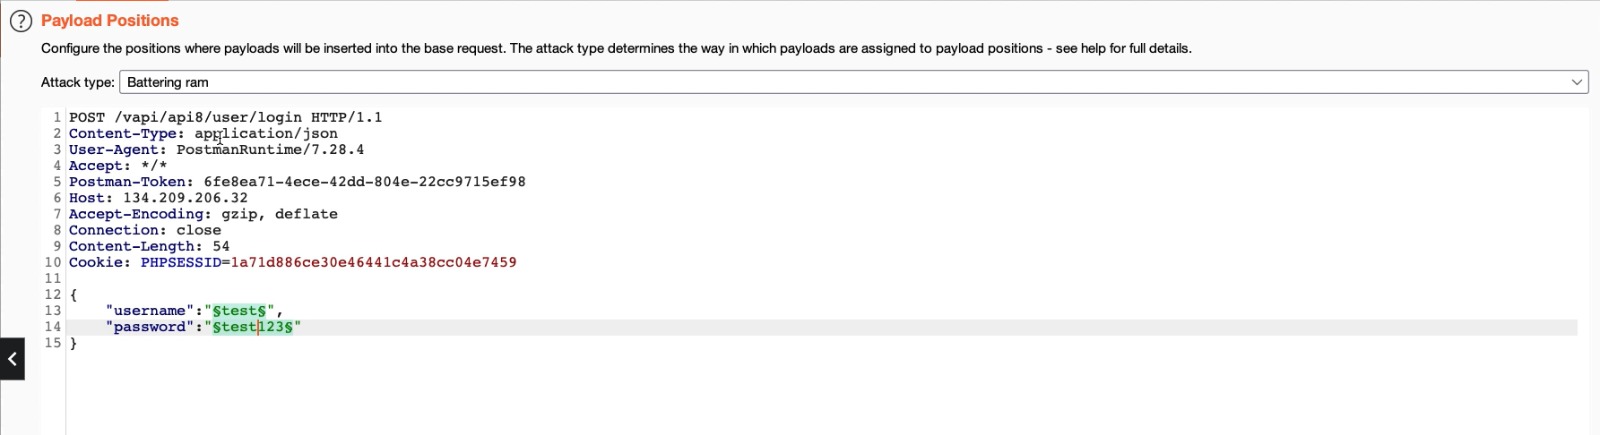 Payload Positions
Configure the positions where payloads will be inserted into the base request. The attack type determines the way in which payloads are assigned to payload positions - see help for full details.
Attack type: Battering ram
1 POST /vapi/api8/user/login HTTP/1.1
2 Content-Type: application/json
3 User-Agent: PostmanRuntime/7.28.4
4 Accept: */*
5 Postman-Token: 6fe8ea71-4ece-42dd-804e-22cc9715ef98
6 Host: 134.209.206.32
7 Accept-Encoding: gzip, deflate
8 Connection: close
9 Content-Length: 54
10 Cookie: PHPSESSID=1a71d886ce30e46441c4a38cc04e7459
11
12 {
13 "username":"§test§",
14 "password":"§test123§"
15 }